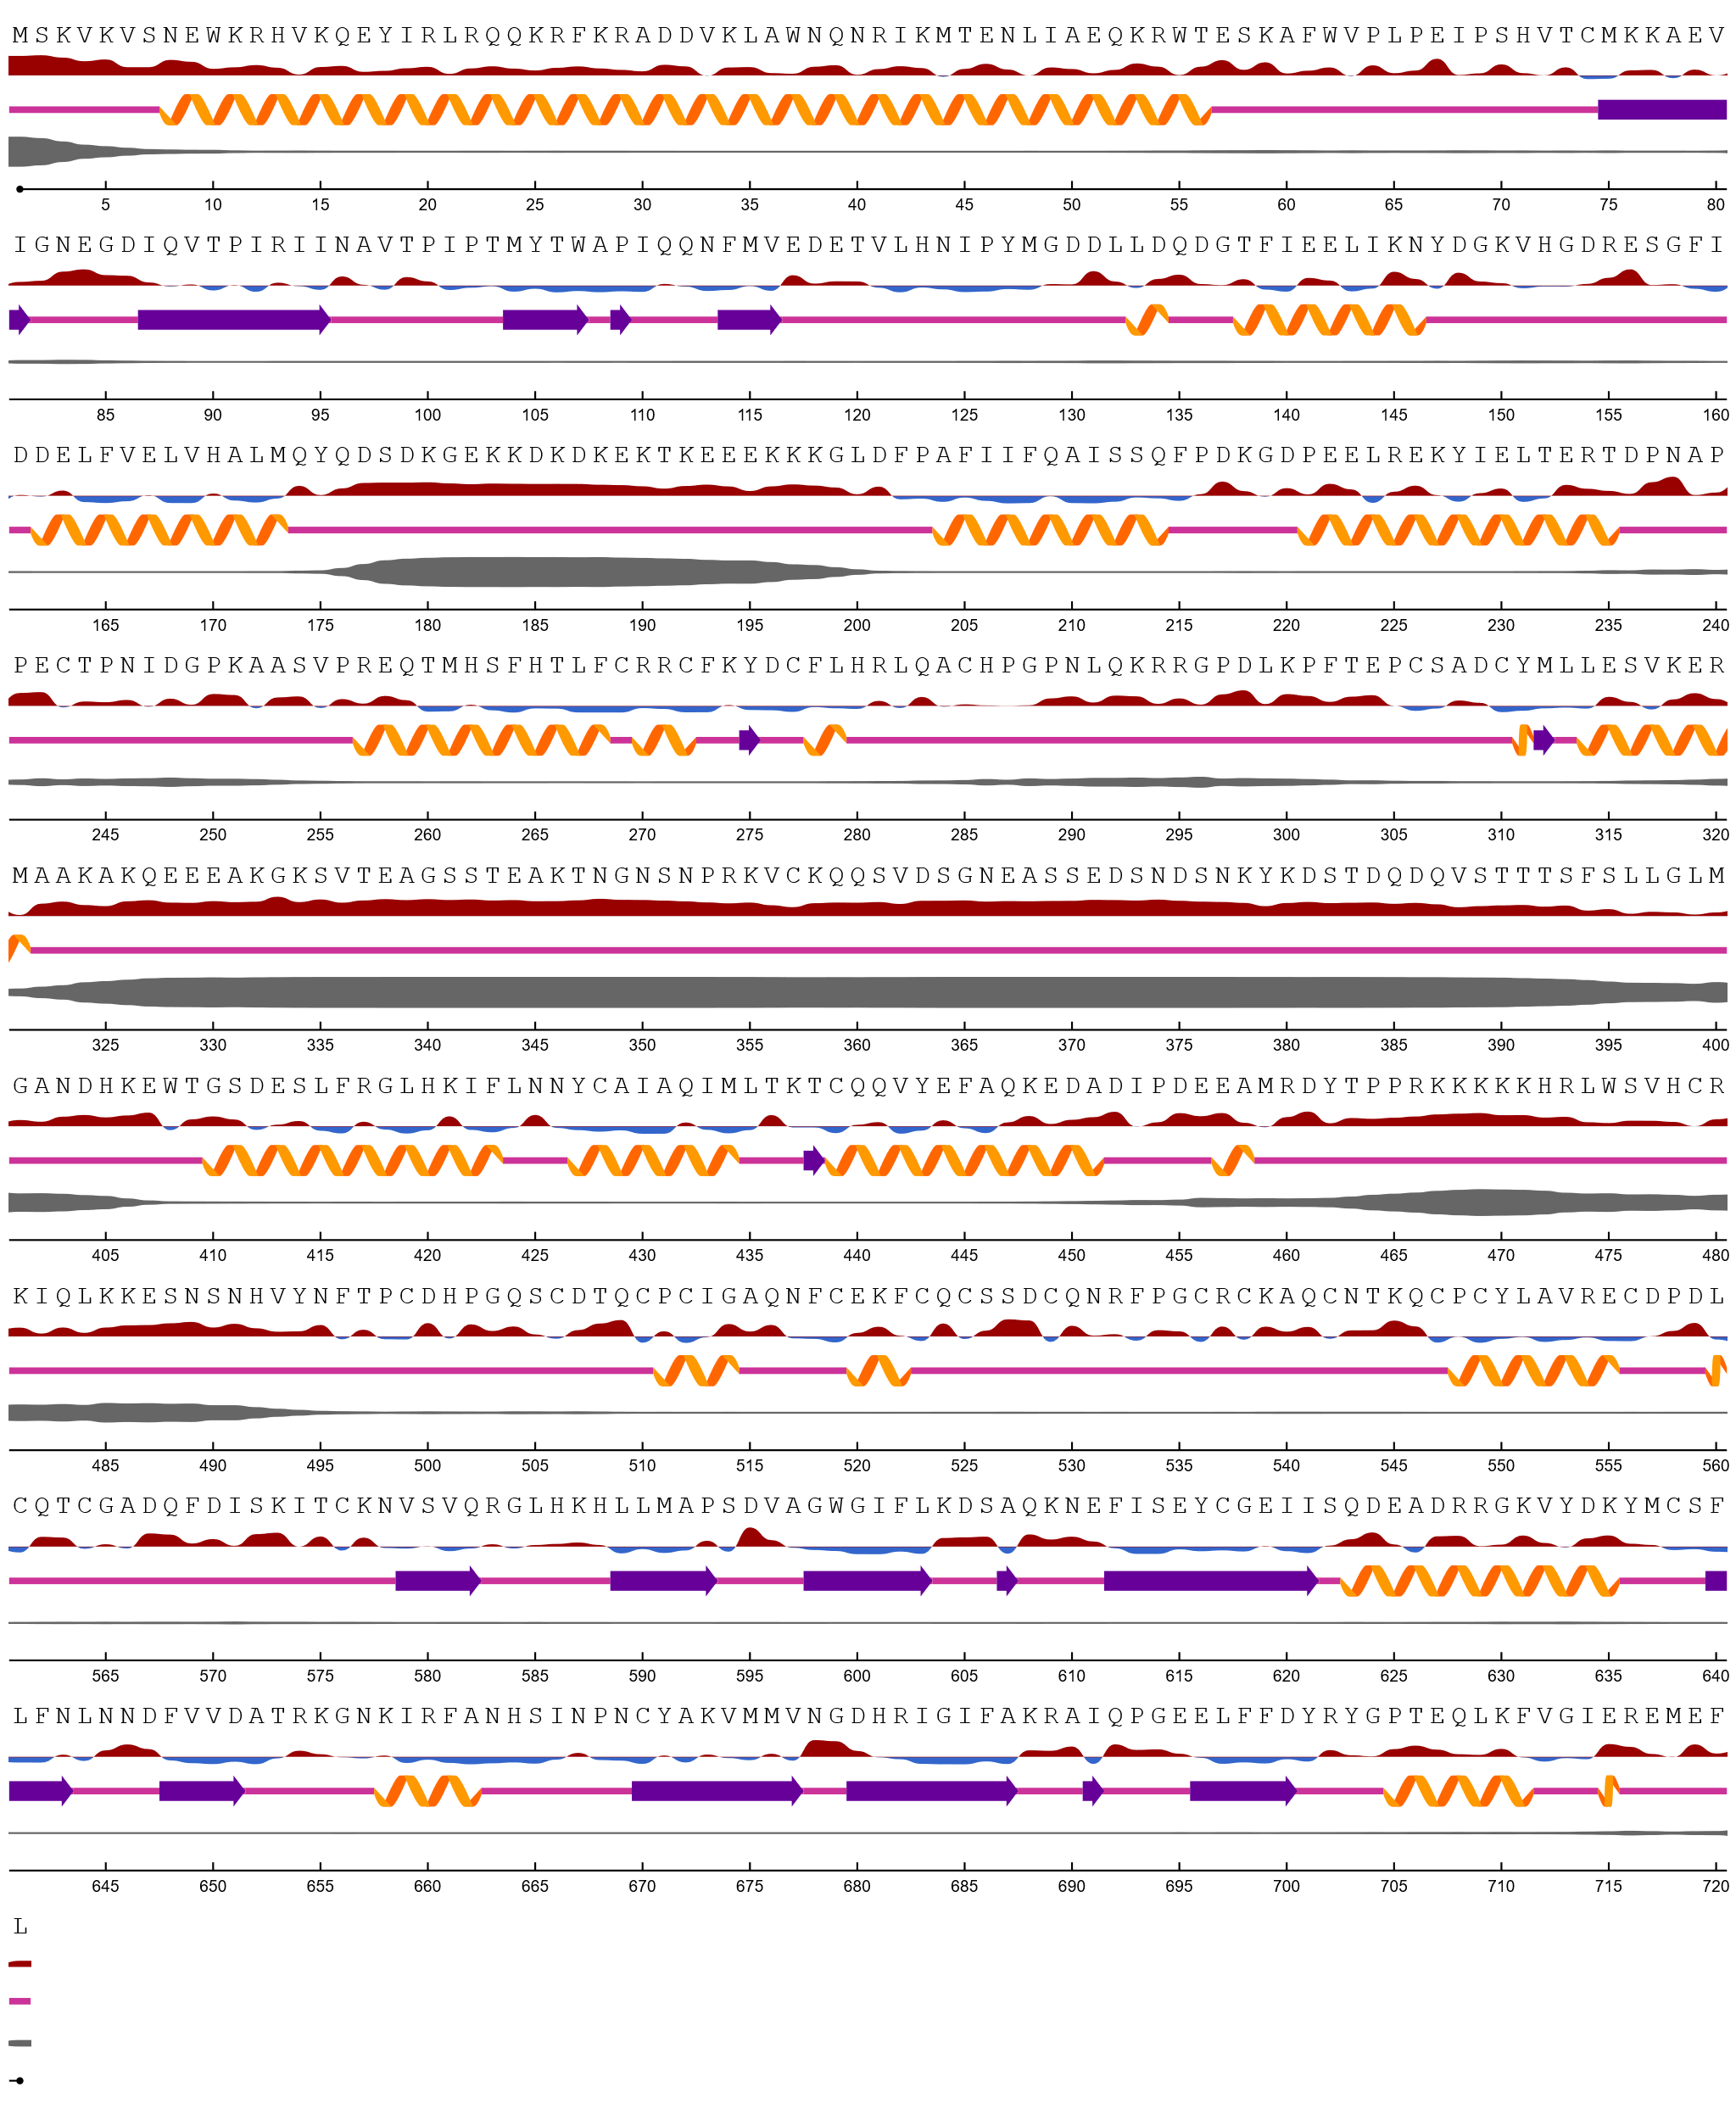 MSKVKVSNEWKRHVKQEYIRLRQQKRFKRADDVKLAWNQNRIKMTENLIAEQKRWTESKAFWVPLPEIPSHVTCMKKAEV
5 10 15 20 25 30 35 40 45 50 55 60 65 70 75 80
IGNEGDIQVTPIRIINAVTPIPTMYTWAPIQQNFMVEDETVLHNIPYMGDDLLDQDGTFIEELIKNYDGKVHGDRESGFI
85 90 95 100 105 110 115 120 125 130 135 140 145 150 155 160
DDELFVELVHALMQYQDSDKGEKKDKDKEKTKEEEKKKGLDFPAFIIFQAISSQFPDKGDPEELREKYIELTERTDPNAP
165 170 175 180 185 190 195 200 205 210 215 220 225 230 235 240
PECTPNIDGPKAASVPREQTMHSFHTLFCRRCFKYDCFLHRLQACHPGPNLQKRRGPDLKPFTEPCSADCYMLLESVKER
245 250 255 260 265 270 275 280 285 290 295 300 305 310 315 320
MAAKAKQEEEAKGKSVTEAGSSTEAKTNGNSNPRKVCKQQSVDSGNEASSEDSNDSNKYKDSTDQDQVSTTTSFSLLGLM
325 330 335 340 345 350 355 360 365 370 375 380 385 390 395 400
GANDHKEWTGSDESLFRGLHKIFLNNYCAIAQIMLTKTCQQVYEFAQKEDADIPDEEAMRDYTPPRKKKKKHRLWSVHCR
405 410 415 420 425 430 435 440 445 450 455 460 465 470 475 480
KIQLKKESNSNHVYNFTPCDHPGQSCDTQCPCIGAQNFCEKFCQCSSDCQNRFPGCRCKAQCNTKQCPCYLAVRECDPDL
485 490 495 500 505 510 515 520 525 530 535 540 545 550 555 560
CQTCGADQFDISKITCKNVSVQRGLHKHLLMAPSDVAGWGIFLKDSAQKNEFISEYCGEIISQDEADRRGKVYDKYMCSF
565 570 575 580 585 590 595 600 605 610 615 620 625 630 635 640
LFNLNNDFVVDATRKGNKIRFANHSINPNCYAKVMMVNGDHRIGIFAKRAIQPGEELFFDYRYGPTEQLKFVGIEREMEF
645 650 655 660 665 670 675 680 685 690 695 700 705 710 715 720
L